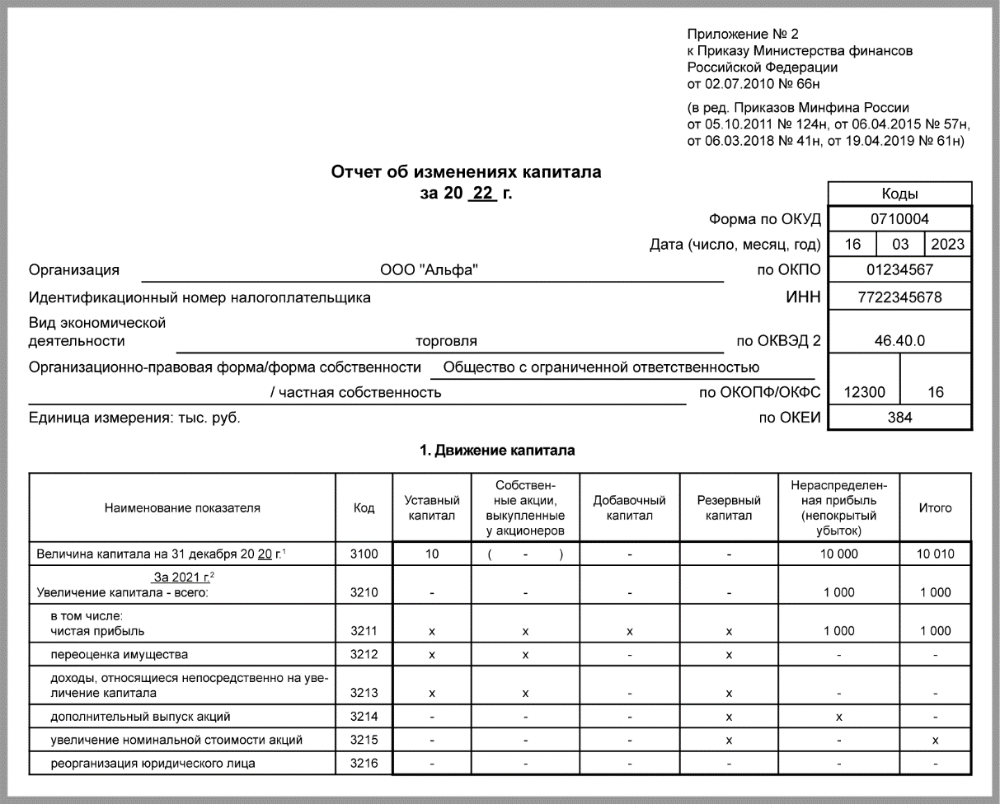 Приложение № 2
к Приказу Министерства финансов
Российской Федерации
от 02.07.2010 № 66н
(в ред. Приказов Минфина России
от 05.10.2011 № 124н, от 06.04.2015 № 57н,
от 06.03.2018 № 41н, от 19.04.2019 № 61н)
Отчет об изменениях капитала
за 20 22 г.
Коды
Форма по ОКУД 0710004
Дата (число, месяц, год) 16 03 2023
Организация ООО "Альфа" по ОКПО 01234567
Идентификационный номер налогоплательщика ИНН 7722345678
Вид экономической
деятельности торговля по ОКВЭД 2 46.40.0
Организационно-правовая форма/форма собственности Общество с ограниченной ответственностью
/ частная собственность по ОКОПФ/ОКФС 12300 16
Единица измерения: тыс. руб. по ОКЕИ 384
1. Движение капитала
Наименование показателя
Код
Уставный
капитал
Собствен-
ные акции,
выкупленные
у акционеров
Добавочный
капитал
Резервный
капитал
Нераспределен-
ная прибыль
(непокрытый
убыток)
Итого
Величина капитала на 31 декабря 20 20 г.¹ 3100 10 ( - ) - - 10 000 10 010
За 2021 г.²
Увеличение капитала - всего: 3210 - - - - 1 000 1 000
в том числе:
чистая прибыль 3211 х х х х 1 000 1 000
переоценка имущества 3212 х х - х - -
доходы, относящиеся непосредственно на уве-
личение капитала 3213 х х - х - -
дополнительный выпуск акций 3214 - - - х х -
увеличение номинальной стоимости акций 3215 - - - х - х
реорганизация юридического лица 3216 - - - - - -